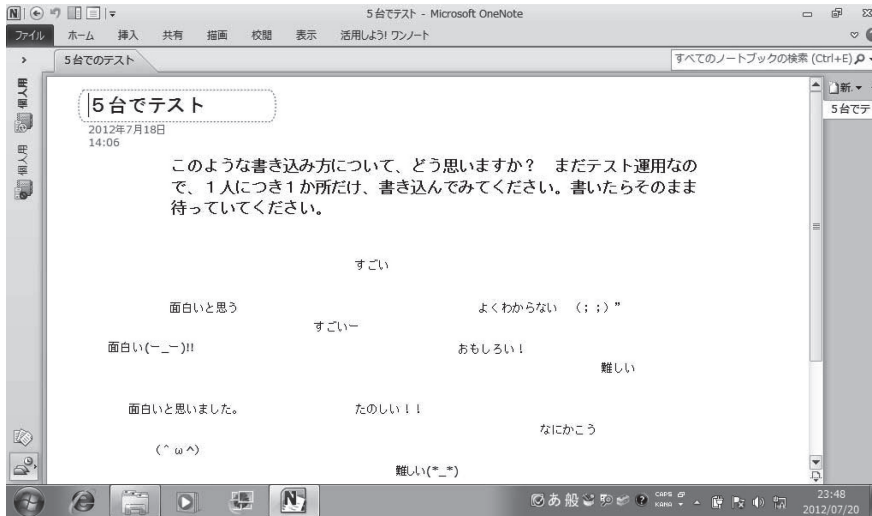 5台でテスト - Microsoft OneNote
ファイル ホーム 挿入 共有 描画 校閲 表示 活用しよう! ワンノート
5台でのテスト
すべてのノートブックの検索 (Ctrl+E)
新
5台でテ
5台でテスト
2012年7月18日
14:06
このような書き込み方について、どう思いますか? まだテスト運用なの
で、1人につき1か所だけ、書き込んでみてください。書いたらそのまま
待っていてください。
すごい
面白いと思う
よくわからない (;;)”
すごいー
面白い(ー_ー)!!
おもしろい!
難しい
面白いと思いました。
たのしい!!
なにかこう
(^ω^)
難しい(*_*)
あ 般
CAPS
KANA
23:48
2012/07/20